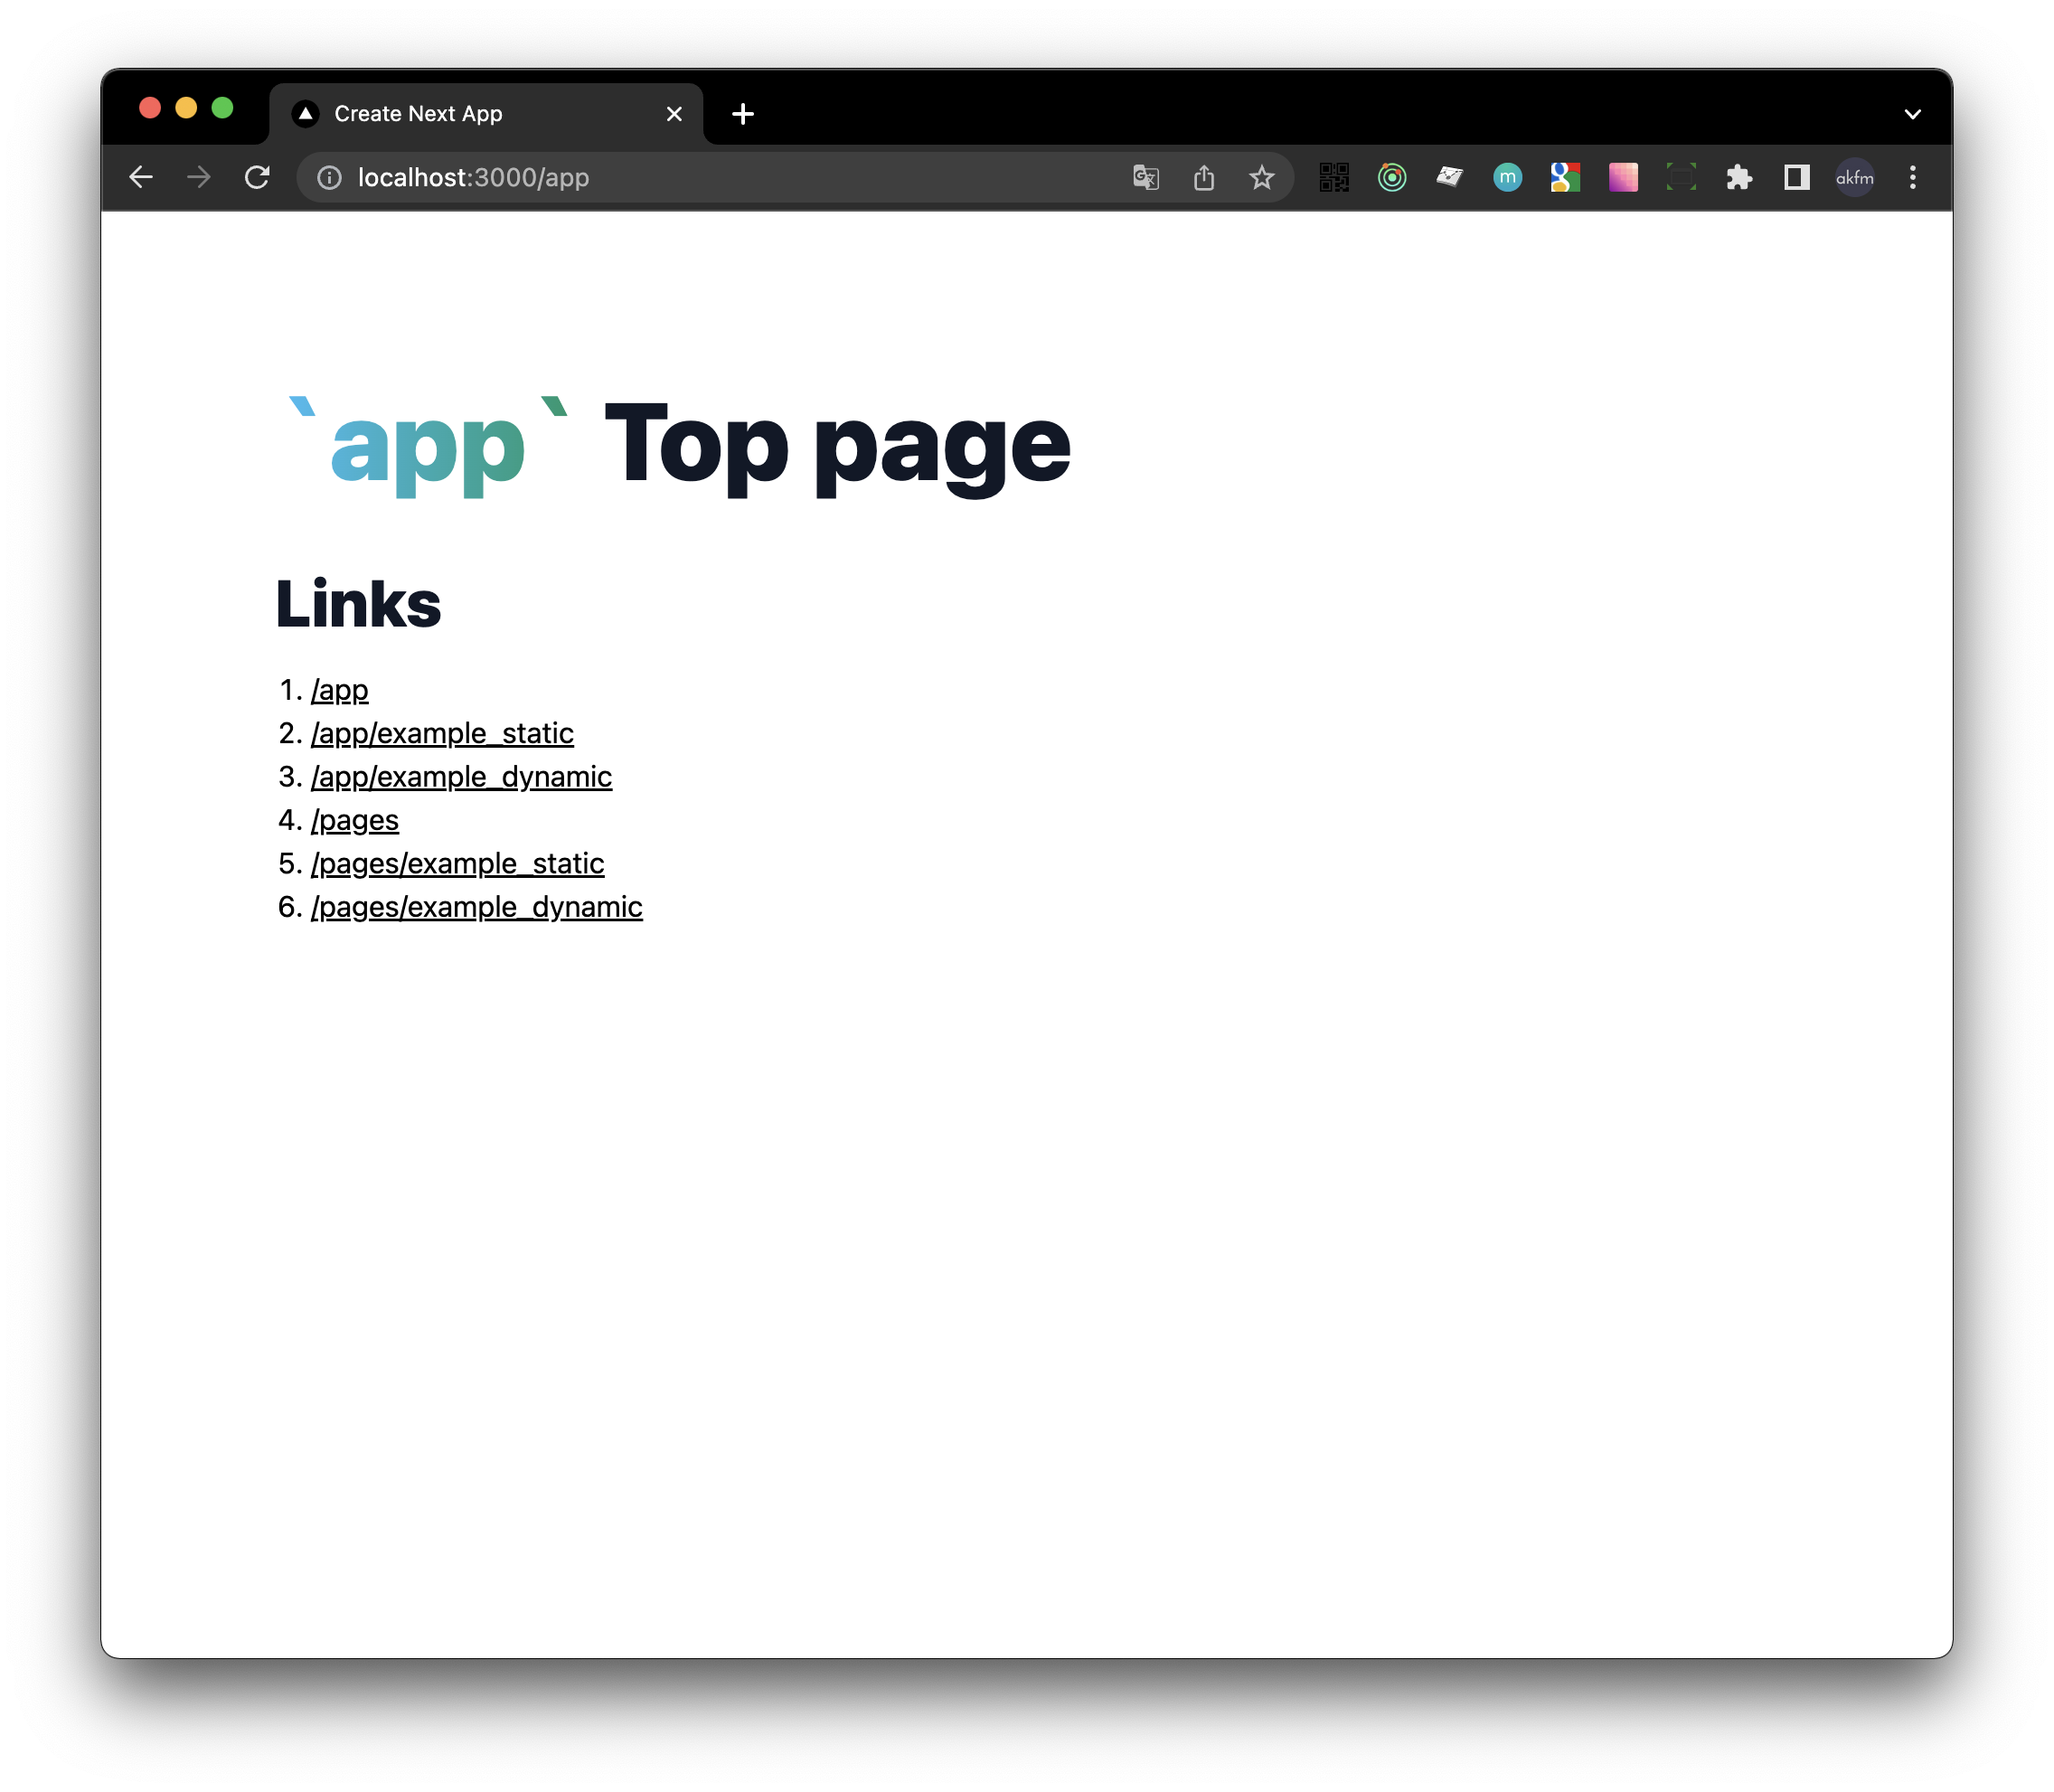 Create Next App
localhost:3000/app
m
akfm
`app` Top page
Links
1. /app
2. /app/example_static
3. /app/example_dynamic
4. /pages
5. /pages/example_static
6. /pages/example_dynamic